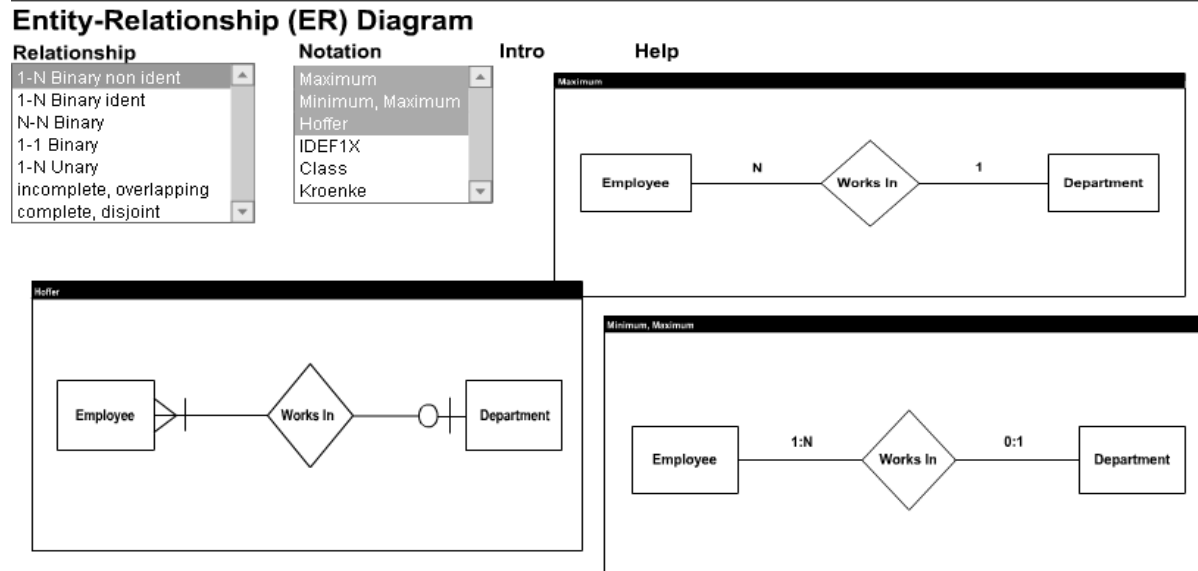 Entity-Relationship (ER) Diagram
Relationship
Notation
Intro
Help
1-N Binary non ident
1-N Binary ident
N-N Binary
1-1 Binary
1-N Unary
incomplete, overlapping
complete, disjoint
Maximum
Minimum, Maximum
Hoffer
IDEF1X
Class
Kroenke
Maximum
Employee
N
Works In
1
Department
Hoffer
Employee
Works In
Department
Minimum, Maximum
Employee
1:N
Works In
0:1
Department